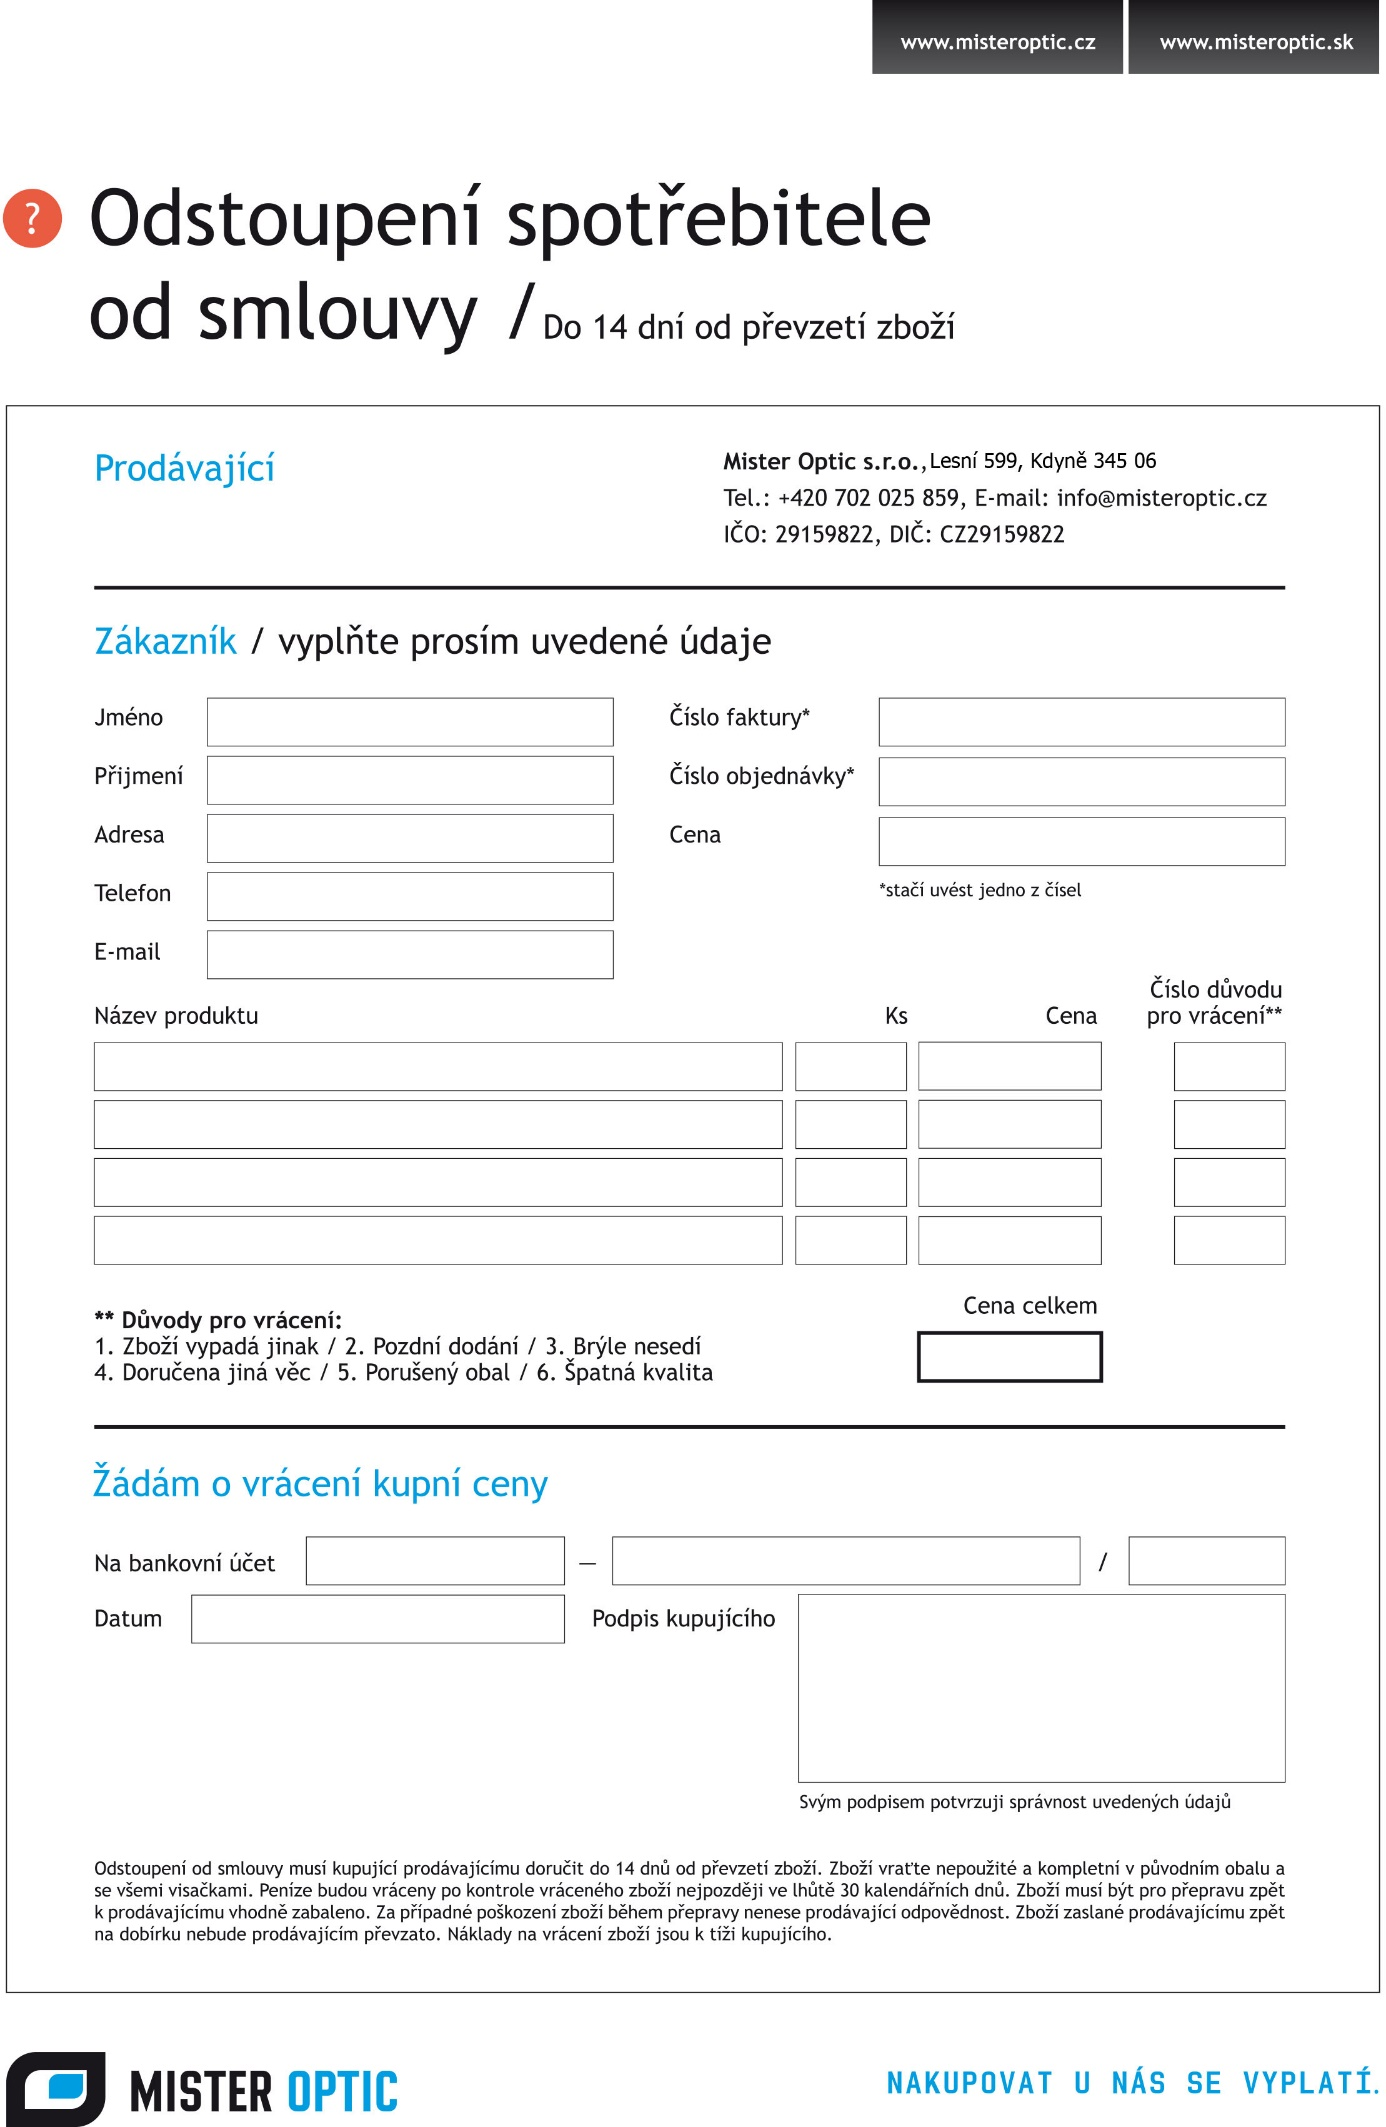 www.misteroptic.cz www.misteroptic.sk
? Odstoupení spotřebitele
od smlouvy / Do 14 dní od převzetí zboží
Prodávající
Mister Optic s.r.o., Lesní 599, Kdyně 345 06
Tel.: +420 702 025 859, E-mail: info@misteroptic.cz
IČO: 29159822, DIČ: CZ29159822
Zákazník / vyplňte prosím uvedené údaje
Jméno Číslo faktury*
Přijmení Číslo objednávky*
Adresa Cena
Telefon *stačí uvést jedno z čísel
E-mail
Název produktu Ks Cena Číslo důvodu
pro vrácení**
** Důvody pro vrácení: Cena celkem
1. Zboží vypadá jinak / 2. Pozdní dodání / 3. Brýle nesedí
4. Doručena jiná věc / 5. Porušený obal / 6. Špatná kvalita
Žádám o vrácení kupní ceny
Na bankovní účet – /
Datum Podpis kupujícího
Svým podpisem potvrzuji správnost uvedených údajů
Odstoupení od smlouvy musí kupující prodávajícímu doručit do 14 dnů od převzetí zboží. Zboží vraťte nepoužité a kompletní v původním obalu a
se všemi visačkami. Peníze budou vráceny po kontrole vráceného zboží nejpozději ve lhůtě 30 kalendářních dnů. Zboží musí být pro přepravu zpět
k prodávajícímu vhodně zabaleno. Za případné poškození zboží během přepravy nenese prodávající odpovědnost. Zboží zaslané prodávajícímu zpět
na dobírku nebude prodávajícím převzato. Náklady na vrácení zboží jsou k tíži kupujícího.
MISTER OPTIC NAKUPOVAT U NÁS SE VYPLATÍ.